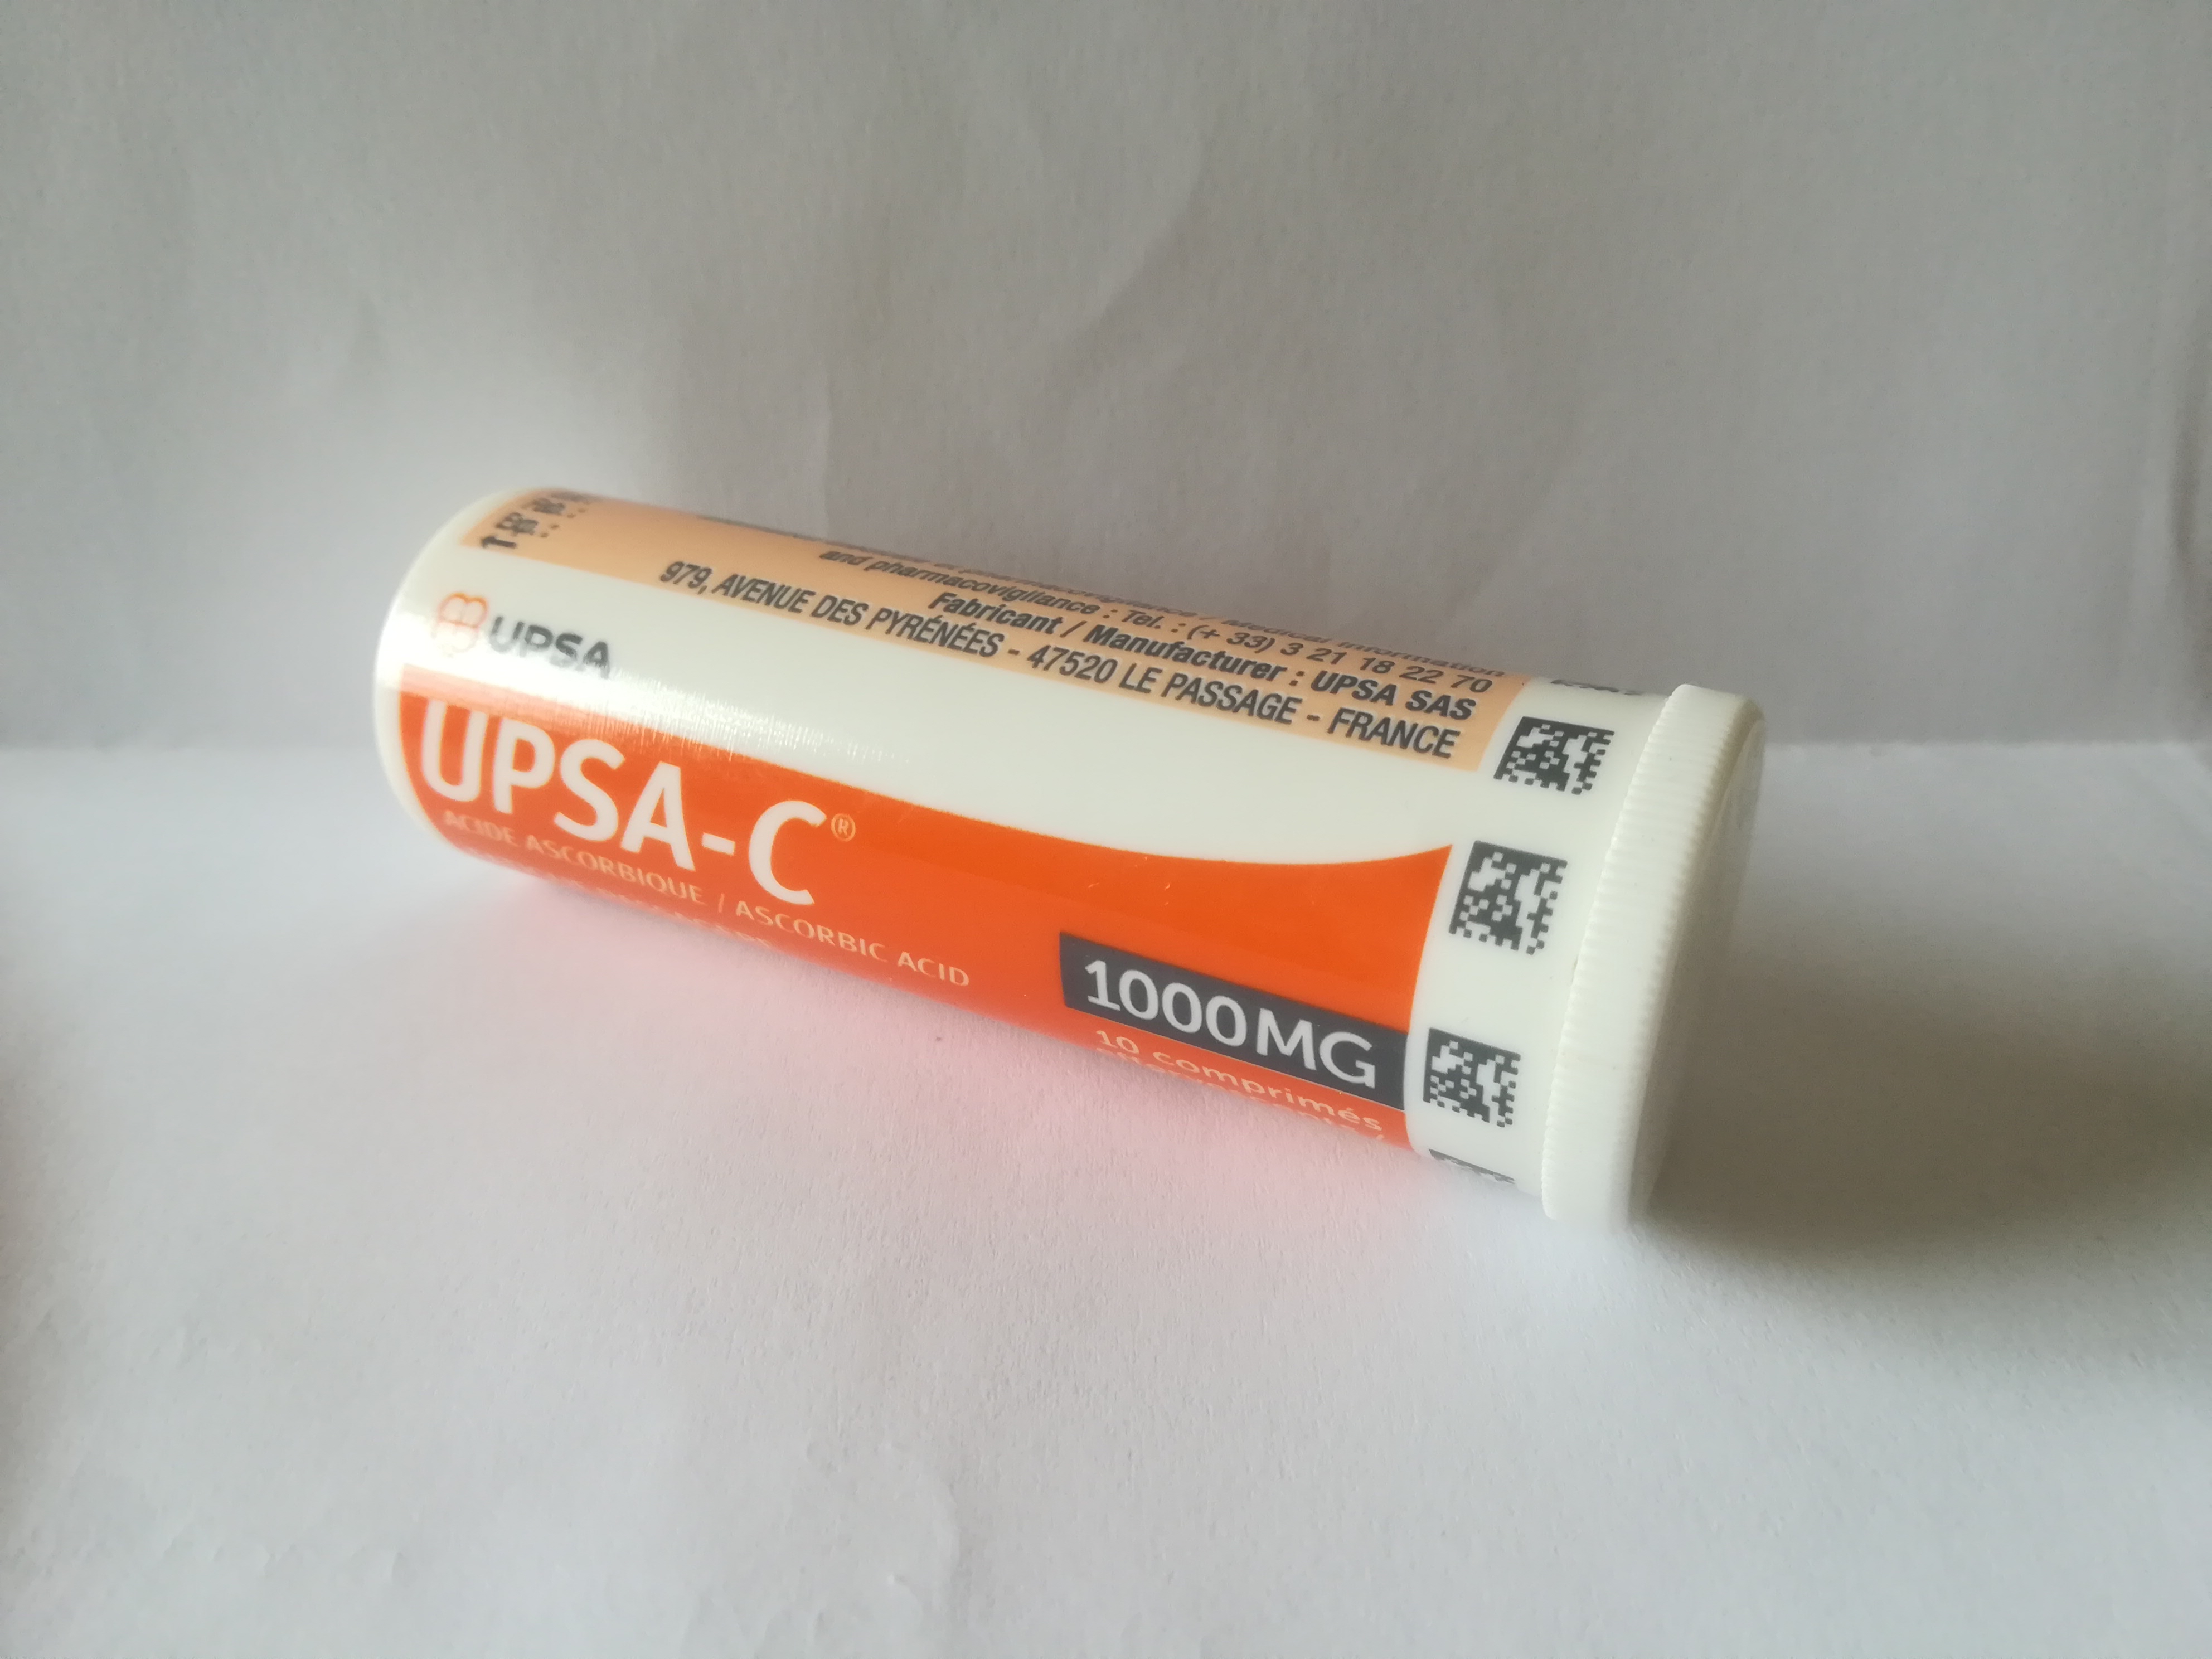 and pharmacovigilance : Tel. : (+ 33) 3 21 18 22 70
Fabricant / Manufacturer : UPSA SAS
979, AVENUE DES PYRÉNÉES - 47520 LE PASSAGE - FRANCE
UPSA
UPSA-C®
ACIDE ASCORBIQUE / ASCORBIC ACID
1000MG
10 comprimés